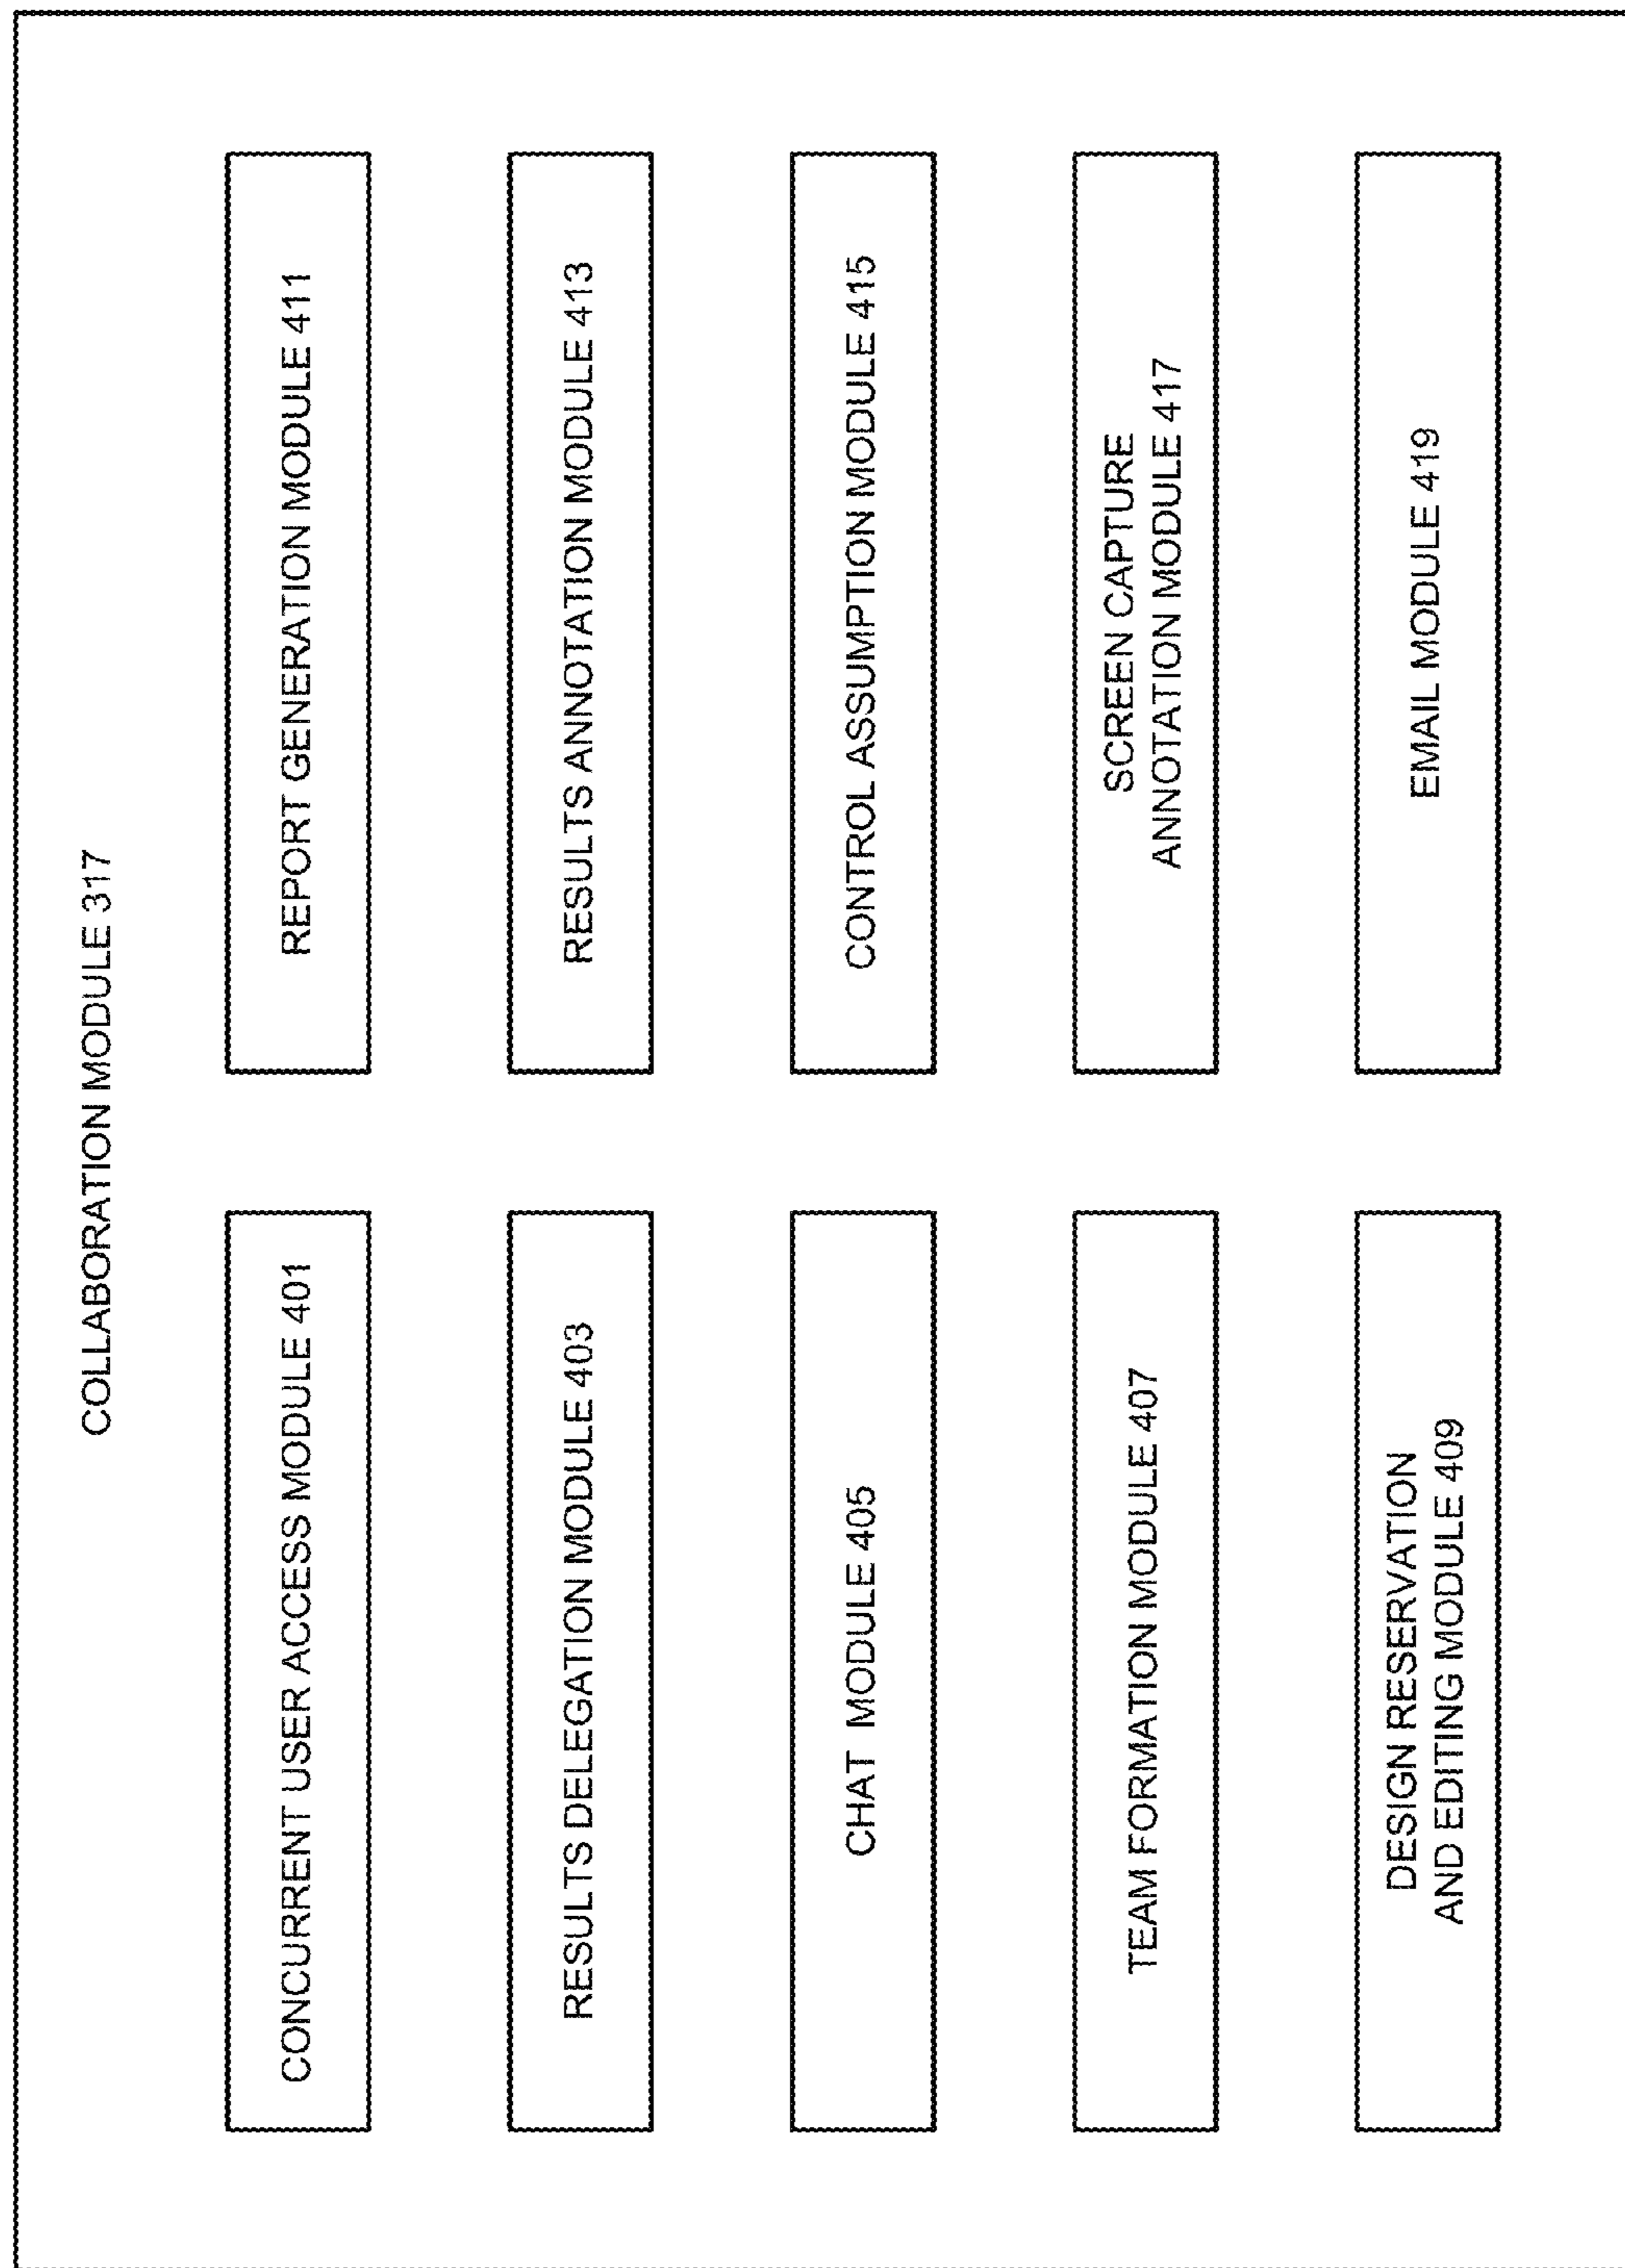 COLLABORATION MODULE 317
CONCURRENT USER ACCESS MODULE 401
RESULTS DELEGATION MODULE 403
CHAT MODULE 405
TEAM FORMATION MODULE 407
DESIGN RESERVATION
AND EDITING MODULE 409
REPORT GENERATION MODULE 411
RESULTS ANNOTATION MODULE 413
CONTROL ASSUMPTION MODULE 415
SCREEN CAPTURE
ANNOTATION MODULE 417
EMAIL MODULE 419